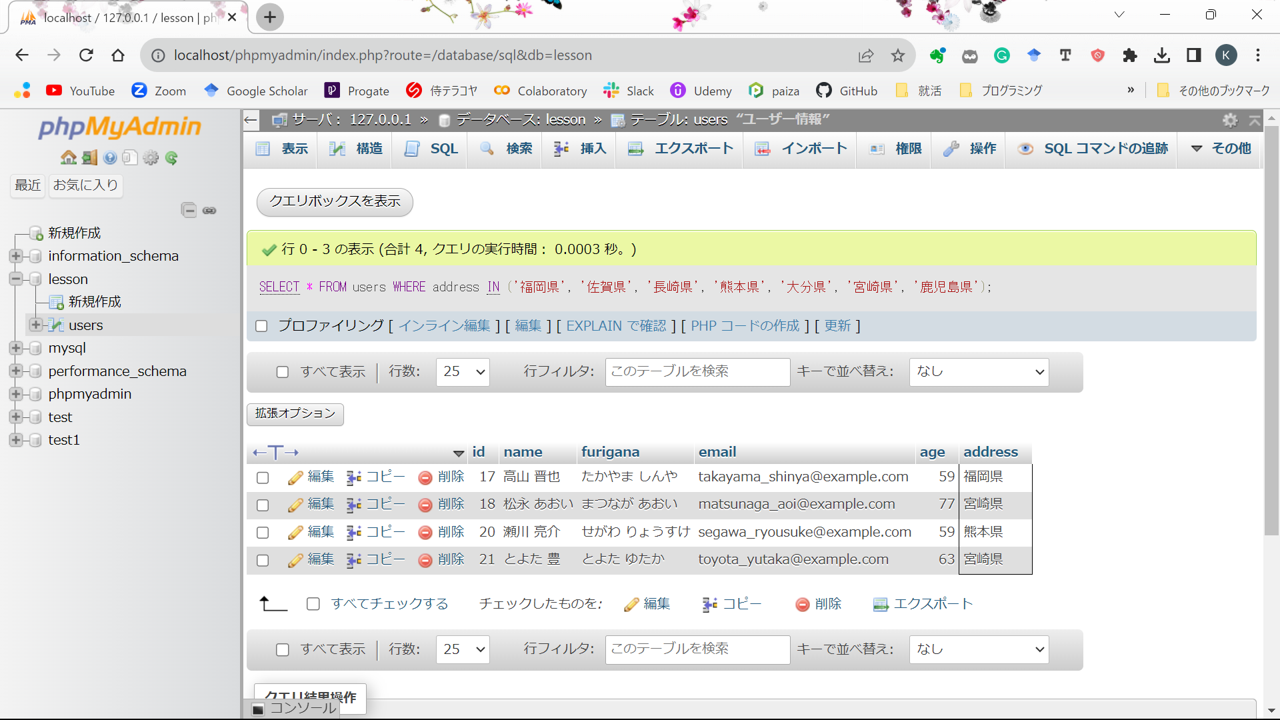 localhost / 127.0.0.1 / lesson | ph
localhost/phpmyadmin/index.php?route=/database/sql&db=lesson
K
YouTube Zoom Google Scholar Progate 侍テラコヤ Colaboratory Slack Udemy paiza GitHub 就活 プログラミング » その他のブックマーク
phpMyAdmin
最近 お気に入り
新規作成
information_schema
lesson
新規作成
users
mysql
performance_schema
phpmyadmin
test
test1
サーバ: 127.0.0.1 » データベース: lesson » テーブル: users “ユーザー情報”
表示 構造 SQL 検索 挿入 エクスポート インポート 権限 操作 SQL コマンドの追跡 その他
クエリボックスを表示
行 0 - 3 の表示 (合計 4, クエリの実行時間: 0.0003 秒。)
SELECT * FROM users WHERE address IN ('福岡県', '佐賀県', '長崎県', '熊本県', '大分県', '宮崎県', '鹿児島県');
プロファイリング [ インライン編集 ] [ 編集 ] [ EXPLAIN で確認 ] [ PHP コードの作成 ] [ 更新 ]
すべて表示 行数: 25 行フィルタ: このテーブルを検索 キーで並べ替え: なし
拡張オプション
←T→ id name furigana email age address
編集 コピー 削除 17 高山 晋也 たかやま しんや takayama_shinya@example.com 59 福岡県
編集 コピー 削除 18 松永 あおい まつなが あおい matsunaga_aoi@example.com 77 宮崎県
編集 コピー 削除 20 瀬川 亮介 せがわ りょうすけ segawa_ryousuke@example.com 59 熊本県
編集 コピー 削除 21 とよた 豊 とよた ゆたか toyota_yutaka@example.com 63 宮崎県
すべてチェックする チェックしたものを: 編集 コピー 削除 エクスポート
すべて表示 行数: 25 行フィルタ: このテーブルを検索 キーで並べ替え: なし
クエリ結果操作
コンソール